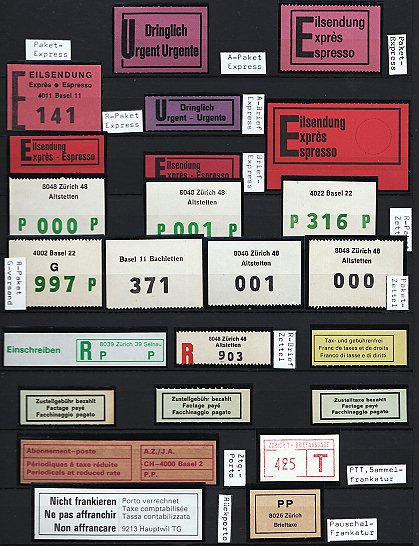 Paket-
Express
Dringlich
Urgent Urgente
A=Paket
Express
Eilsendung
Exprès
Espresso
Paket-
Express
EILSENDUNG
Exprès • Espresso
4011 Basel 11
E 141
R=Paket
Express
Dringlich
Urgent - Urgente
A-Brief
Express
Eilsendung
Exprès
Espresso
Eilsendung
Exprès - Espresso
Eilsendung
Exprès - Espresso
Brief-
Express
8048 Zürich 48
Altstetten
P 000 P
8048 Zürich 48
Altstetten
P 001 P
4022 Basel 22
P 316 P
4002 Basel 22
G
997 P
R=Paket
G-versand
Basel 11 Bachletten
371
8048 Zürich 48
Altstetten
001
8048 Zürich 48
Altstetten
000
Paket-
Zettel
Einschreiben
R
8039 Zürich 39 Selnau
P P
R
8048 Zürich 48
Altstetten
903
R-Brief
Zettel
Tax- und gebührenfrei
Franc de taxes et de droits
Franco di tasse e di diritti
Zustellgebühr bezahlt
Factage payé
Facchinaggio pagato
Zustellgebühr bezahlt
Factage payé
Facchinaggio pagato
Zustelltaxe bezahlt
Factage payé
Facchinaggio pagato
Abonnement-poste
Périodiques à taxe réduite
Periodicals at reduced rate
A.Z./J.A.
CH-4000 Basel 2
P.P.
Ztg.-
Porto
425 T
PTT,Sammel-
frankatur
Nicht frankieren
Ne pas affranchir
Non affrancare
Porto verrechnet
Taxe comptabilisée
Tassa contabilizzata
9213 Hauptwil TG
Rückporto
PP
8026 Zürich
Brieftaxe
Pauschal-
frankatur